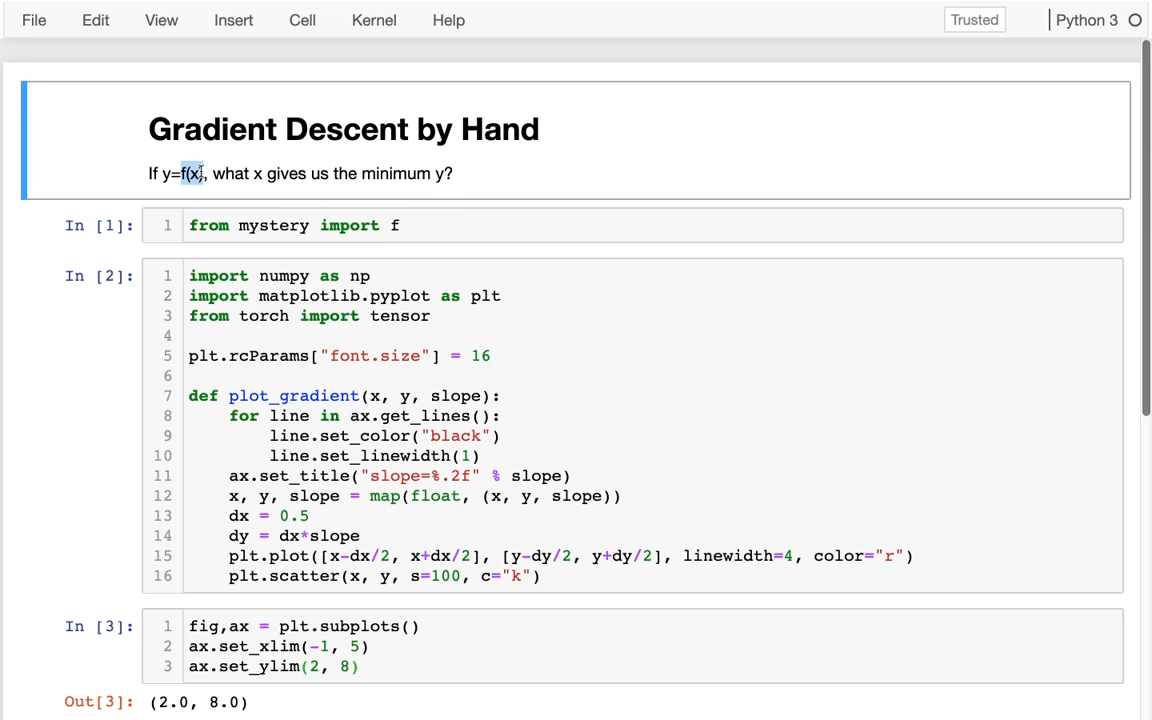 File Edit View Insert Cell Kernel Help Trusted Python 3
Gradient Descent by Hand
If y=f(x), what x gives us the minimum y?
In [1]: 1 from mystery import f
In [2]: 1 import numpy as np
2 import matplotlib.pyplot as plt
3 from torch import tensor
4
5 plt.rcParams["font.size"] = 16
6
7 def plot_gradient(x, y, slope):
8     for line in ax.get_lines():
9         line.set_color("black")
10         line.set_linewidth(1)
11     ax.set_title("slope=%.2f" % slope)
12     x, y, slope = map(float, (x, y, slope))
13     dx = 0.5
14     dy = dx*slope
15     plt.plot([x-dx/2, x+dx/2], [y-dy/2, y+dy/2], linewidth=4, color="r")
16     plt.scatter(x, y, s=100, c="k")
In [3]: 1 fig,ax = plt.subplots()
2 ax.set_xlim(-1, 5)
3 ax.set_ylim(2, 8)
Out[3]: (2.0, 8.0)